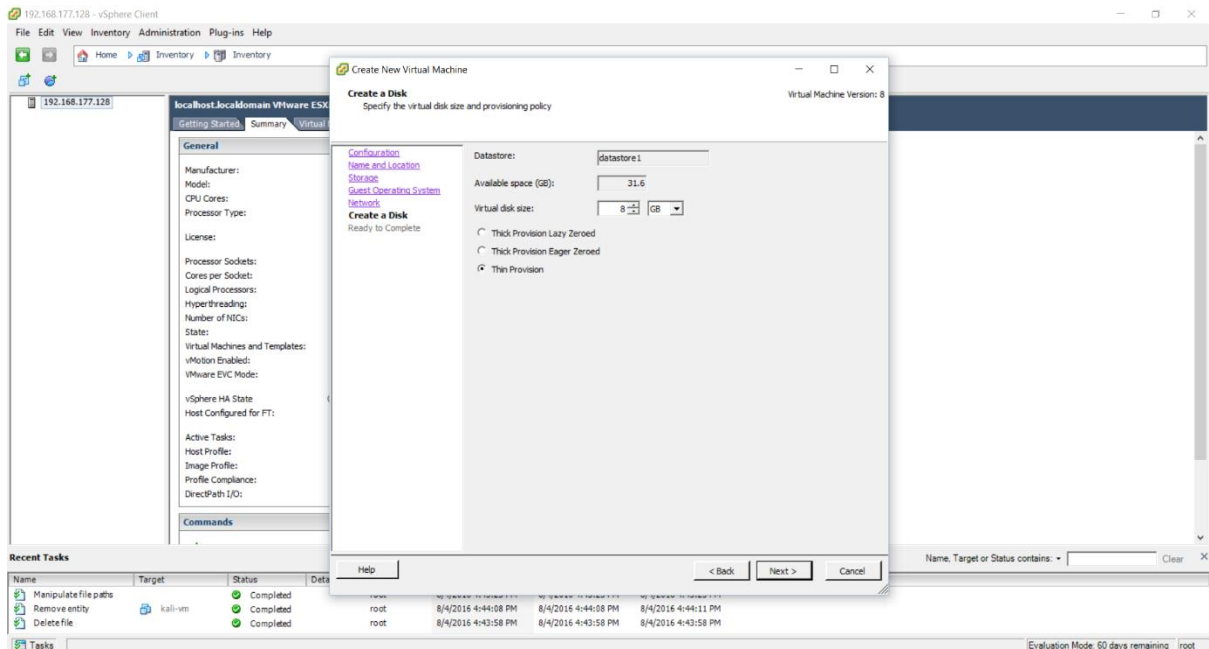 192.168.177.128 - vSphere Client
File Edit View Inventory Administration Plug-ins Help
Home Inventory Inventory
192.168.177.128
localhost.localdomain VMware ESX
Getting Started Summary Virtual
General
Manufacturer:
Model:
CPU Cores:
Processor Type:
License:
Processor Sockets:
Cores per Socket:
Logical Processors:
Hyperthreading:
Number of NICs:
State:
Virtual Machines and Templates:
vMotion Enabled:
VMware EVC Mode:
vSphere HA State
Host Configured for FT:
Active Tasks:
Host Profile:
Image Profile:
Profile Compliance:
DirectPath I/O:
Commands
Create New Virtual Machine
Create a Disk
Specify the virtual disk size and provisioning policy
Virtual Machine Version: 8
Configuration
Name and Location
Storage
Guest Operating System
Network
Create a Disk
Ready to Complete
Datastore: datastore1
Available space (GB): 31.6
Virtual disk size: 8 GB
Thick Provision Lazy Zeroed
Thick Provision Eager Zeroed
Thin Provision
Help < Back Next > Cancel
Recent Tasks
Name, Target or Status contains: Clear
Name Target Status Deta
Manipulate file paths Completed
Remove entity kali-vm Completed root 8/4/2016 4:44:08 PM 8/4/2016 4:44:08 PM 8/4/2016 4:44:11 PM
Delete file Completed root 8/4/2016 4:43:58 PM 8/4/2016 4:43:58 PM 8/4/2016 4:43:58 PM
Tasks
Evaluation Mode: 60 days remaining root